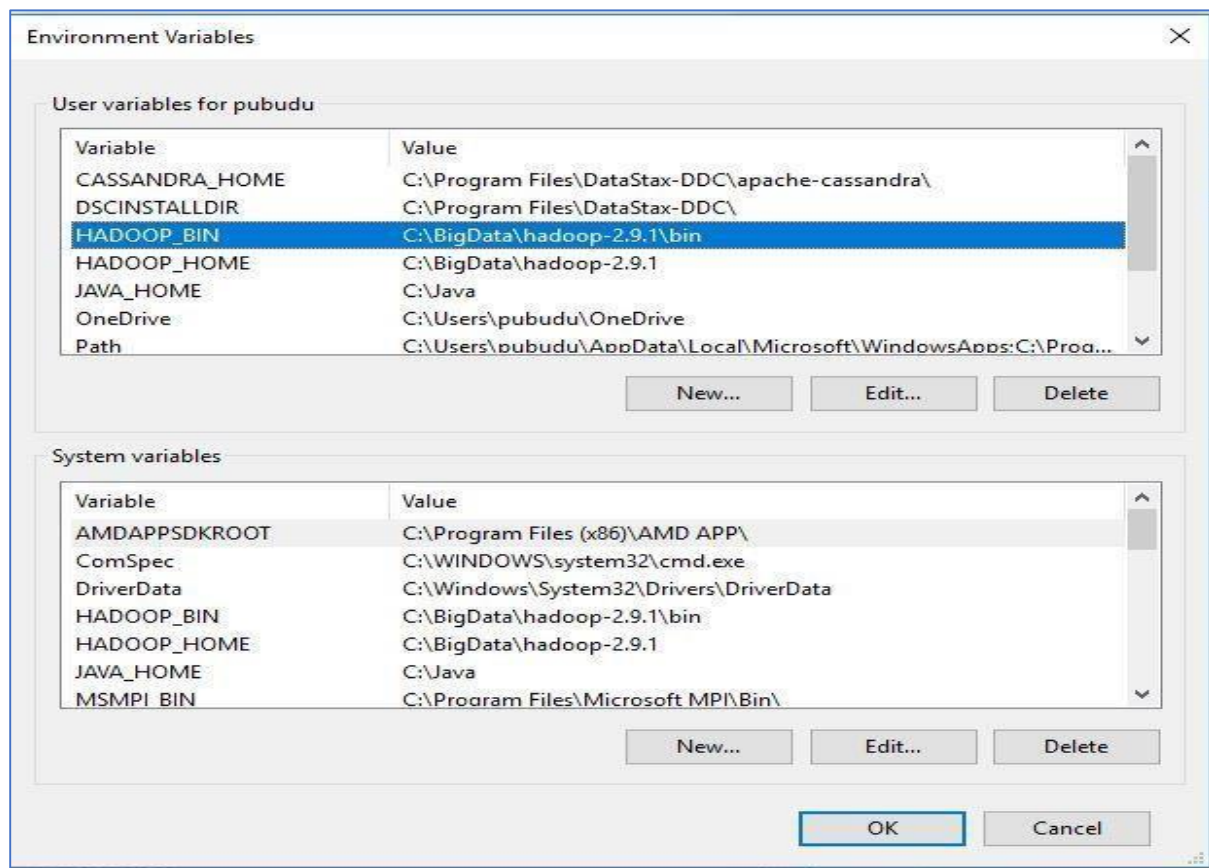 Environment Variables
User variables for pubudu
Variable Value
CASSANDRA_HOME C:\Program Files\DataStax-DDC\apache-cassandra\
DSCINSTALLDIR C:\Program Files\DataStax-DDC\
HADOOP_BIN C:\BigData\hadoop-2.9.1\bin
HADOOP_HOME C:\BigData\hadoop-2.9.1
JAVA_HOME C:\Java
OneDrive C:\Users\pubudu\OneDrive
Path C:\Users\pubudu\AppData\Local\Microsoft\WindowsApps;C:\Prog...
New... Edit... Delete
System variables
Variable Value
AMDAPPSDKROOT C:\Program Files (x86)\AMD APP\
ComSpec C:\WINDOWS\system32\cmd.exe
DriverData C:\Windows\System32\Drivers\DriverData
HADOOP_BIN C:\BigData\hadoop-2.9.1\bin
HADOOP_HOME C:\BigData\hadoop-2.9.1
JAVA_HOME C:\Java
MSMPI_BIN C:\Program Files\Microsoft MPI\Bin\
New... Edit... Delete
OK Cancel